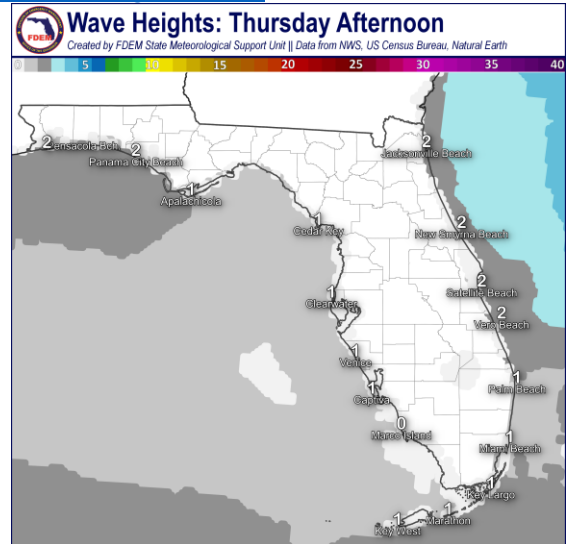 FDEM
Wave Heights: Thursday Afternoon
Created by FDEM State Meteorological Support Unit || Data from NWS, US Census Bureau, Natural Earth
0 5 10 15 20 25 30 35 40
2
Pensacola Bch
2
Panama City Beach
2
Jacksonville Beach
1
Apalachicola
1
Cedar Key
2
New Smyrna Beach
2
Satellite Beach
1
Clearwater
2
Vero Beach
1
Venice
1
Captiva
1
Palm Beach
0
Marco Island
1
Miami Beach
1
Key Largo
1
Marathon
1
Key West